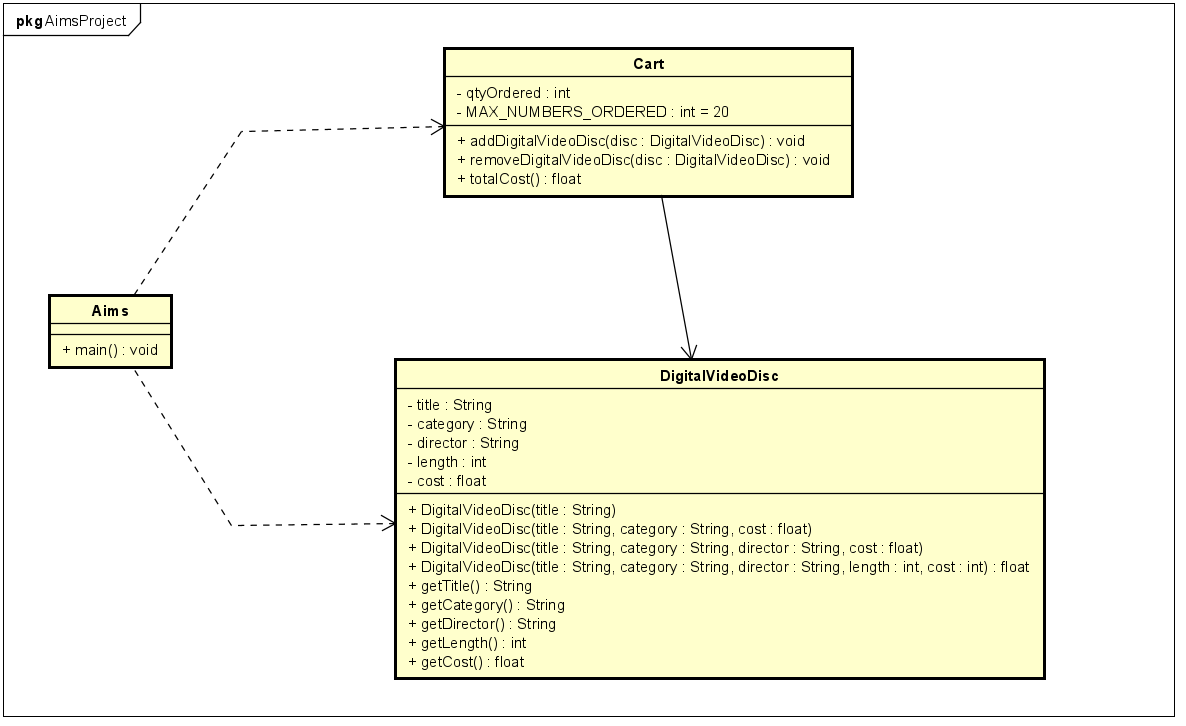 pkg AimsProject
Cart
- qtyOrdered : int
- MAX_NUMBERS_ORDERED : int = 20
+ addDigitalVideoDisc(disc : DigitalVideoDisc) : void
+ removeDigitalVideoDisc(disc : DigitalVideoDisc) : void
+ totalCost() : float
Aims
+ main() : void
DigitalVideoDisc
- title : String
- category : String
- director : String
- length : int
- cost : float
+ DigitalVideoDisc(title : String)
+ DigitalVideoDisc(title : String, category : String, cost : float)
+ DigitalVideoDisc(title : String, category : String, director : String, cost : float)
+ DigitalVideoDisc(title : String, category : String, director : String, length : int, cost : int) : float
+ getTitle() : String
+ getCategory() : String
+ getDirector() : String
+ getLength() : int
+ getCost() : float